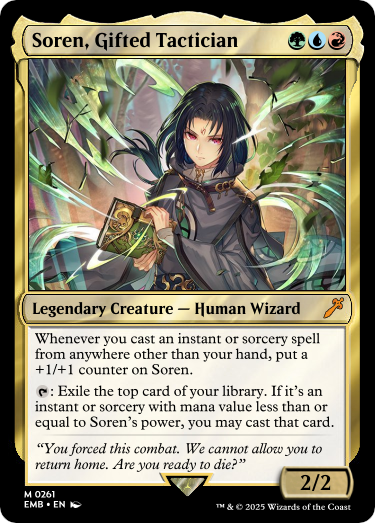 Soren, Gifted Tactician
Legendary Creature — Human Wizard
Whenever you cast an instant or sorcery spell
from anywhere other than your hand, put a
+1/+1 counter on Soren.
: Exile the top card of your library. If it's an
instant or sorcery with mana value less than or
equal to Soren's power, you may cast that card.
“You forced this combat. We cannot allow you to
return home. Are you ready to die?”
2/2
M 0261
EMB • EN
™ & © 2025 Wizards of the Coast